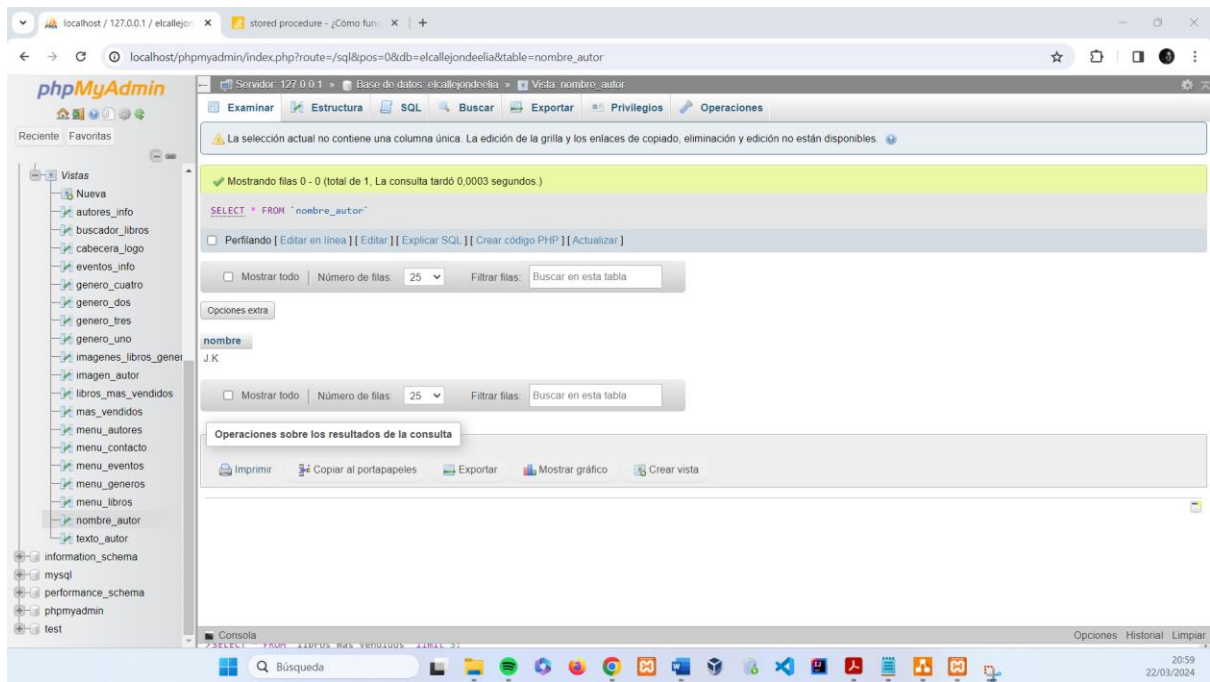 localhost / 127.0.0.1 / elcallejon
stored procedure - ¿Cómo func
localhost/phpmyadmin/index.php?route=/sql&pos=0&db=elcallejondeelia&table=nombre_autor
phpMyAdmin
Reciente Favoritas
Vistas
Nueva
autores_info
buscador_libros
cabecera_logo
eventos_info
genero_cuatro
genero_dos
genero_tres
genero_uno
imagenes_libros_gener
imagen_autor
libros_mas_vendidos
mas_vendidos
menu_autores
menu_contacto
menu_eventos
menu_generos
menu_libros
nombre_autor
texto_autor
information_schema
mysql
performance_schema
phpmyadmin
test
Servidor: 127.0.0.1 » Base de datos: elcallejondeelia » Vista: nombre_autor
Examinar Estructura SQL Buscar Exportar Privilegios Operaciones
La selección actual no contiene una columna única. La edición de la grilla y los enlaces de copiado, eliminación y edición no están disponibles.
Mostrando filas 0 - 0 (total de 1, La consulta tardó 0,0003 segundos.)
SELECT * FROM `nombre_autor`
Perfilando [ Editar en línea ] [ Editar ] [ Explicar SQL ] [ Crear código PHP ] [ Actualizar ]
Mostrar todo | Número de filas: 25 Filtrar filas: Buscar en esta tabla
Opciones extra
nombre
J.K
Mostrar todo | Número de filas: 25 Filtrar filas: Buscar en esta tabla
Operaciones sobre los resultados de la consulta
Imprimir Copiar al portapapeles Exportar Mostrar gráfico Crear vista
Consola Opciones Historial Limpiar
>SELECT * FROM `libros_mas_vendidos` limit 5;
Búsqueda
20:59
22/03/2024